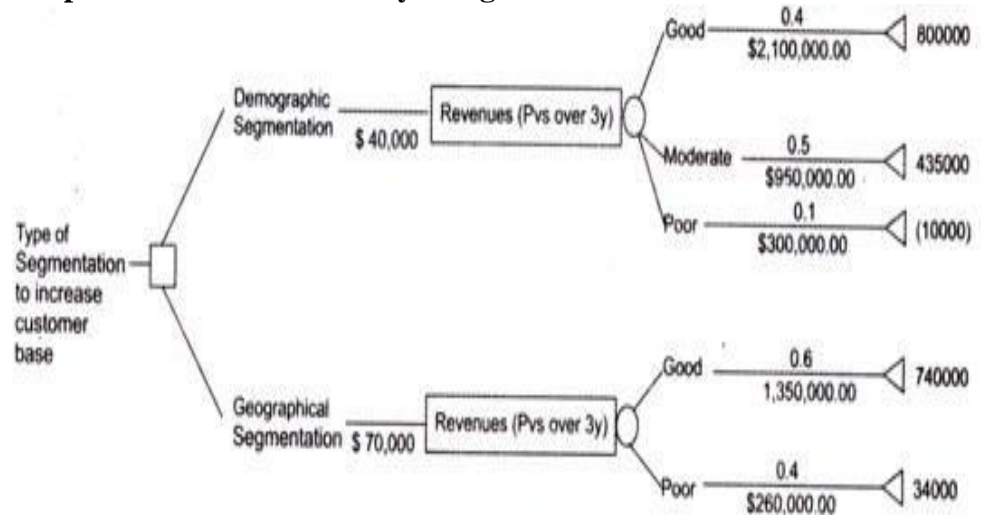 Good
0.4
$2,100,000.00
800000
Demographic
Segmentation
$ 40,000
Revenues (Pvs over 3y)
Moderate
0.5
$950,000.00
435000
Poor
0.1
$300,000.00
(10000)
Type of
Segmentation
to increase
customer
base
Good
0.6
1,350,000.00
740000
Geographical
Segmentation
$ 70,000
Revenues (Pvs over 3y)
Poor
0.4
$260,000.00
34000